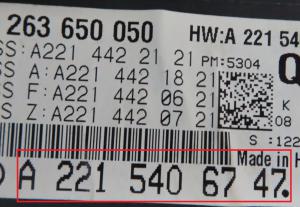 263 650 050 HW:A 221 54
SS:A221 442 21 21 PM:5304
S A:A221 442 18 21
S F:A221 442 06 21
S Z:A221 442 07 21
K
08
S :122
Made in H
A 221 540 67 47.